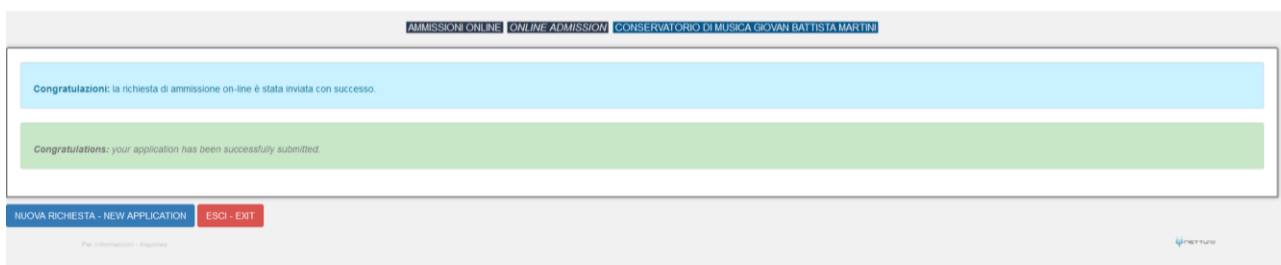 AMMISSIONI ONLINE ONLINE ADMISSION CONSERVATORIO DI MUSICA GIOVAN BATTISTA MARTINI
Congratulazioni: la richiesta di ammissione on-line è stata inviata con successo.
Congratulations: your application has been successfully submitted.
NUOVA RICHIESTA - NEW APPLICATION ESCI - EXIT
Per informazioni - Inquiries nettuno